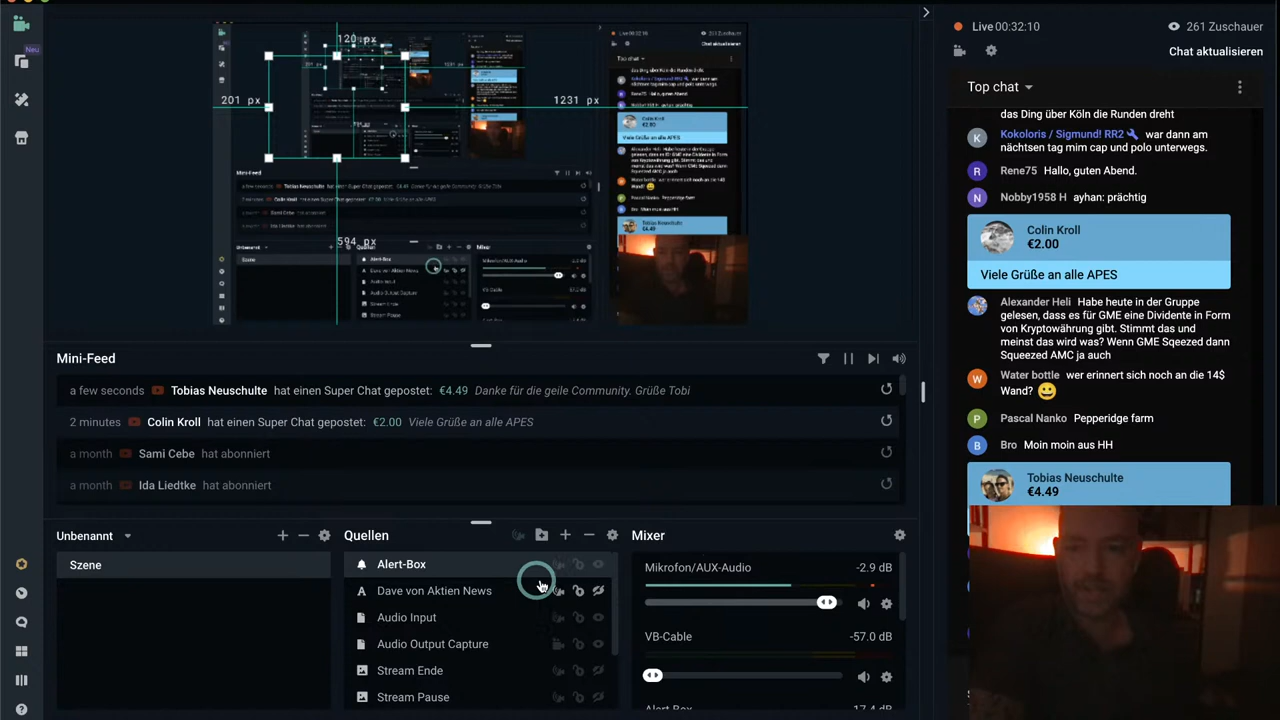 Live 00:32:10
261 Zuschauer
Chat aktualisieren
Neu
Top chat
das Ding über Köln die Runden dreht
K Kokoloris / Sigmund! RR2 war dann am
nächtsen tag mim cap und polo unterwegs.
R Rene75 Hallo, guten Abend.
N Nobby1958 H ayhan: prächtig
Colin Kroll
€2.00
Viele Grüße an alle APES
Alexander Heli Habe heute in der Gruppe
gelesen, dass es für GME eine Dividente in Form
von Kryptowährung gibt. Stimmt das und
meinst das wird was? Wenn GME Sqeezed dann
Squeezed AMC ja auch
W Water bottle wer erinnert sich noch an die 14$
Wand?
P Pascal Nanko Pepperidge farm
B Bro Moin moin aus HH
Tobias Neuschulte
€4.49
120 px
201 px
1231 px
594 px
Mini-Feed
a few seconds Tobias Neuschulte hat einen Super Chat gepostet: €4.49 Danke für die geile Community. Grüße Tobi
2 minutes Colin Kroll hat einen Super Chat gepostet: €2.00 Viele Grüße an alle APES
a month Sami Cebe hat abonniert
a month Ida Liedtke hat abonniert
Unbenannt
Szene
Quellen
Alert-Box
Dave von Aktien News
Audio Input
Audio Output Capture
Stream Ende
Stream Pause
Mixer
Mikrofon/AUX-Audio -2.9 dB
VB-Cable -57.0 dB